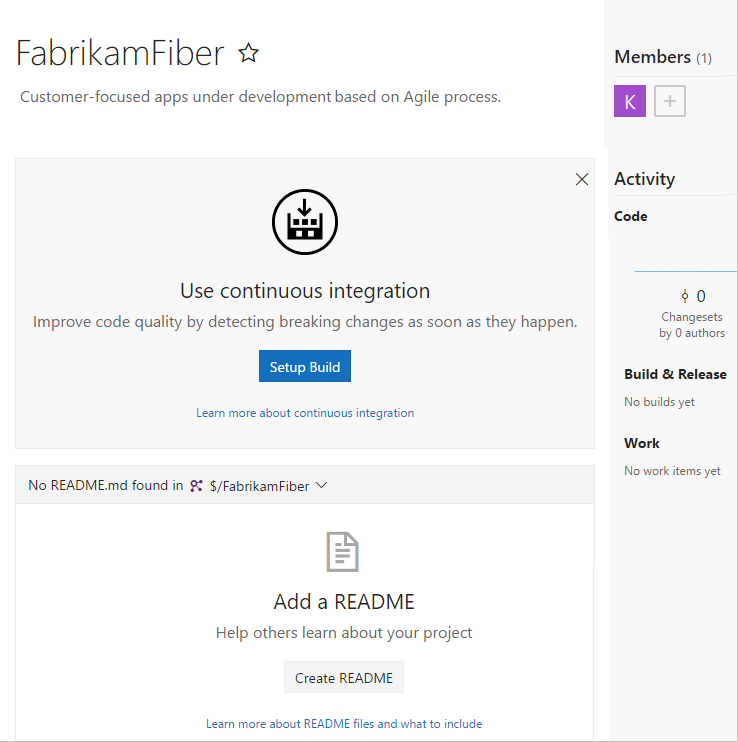 FabrikamFiber
Customer-focused apps under development based on Agile process.
Use continuous integration
Improve code quality by detecting breaking changes as soon as they happen.
Setup Build
Learn more about continuous integration
No README.md found in $/FabrikamFiber
Add a README
Help others learn about your project
Create README
Learn more about README files and what to include
Members (1)
K
Activity
Code
0
Changesets
by 0 authors
Build & Release
No builds yet
Work
No work items yet